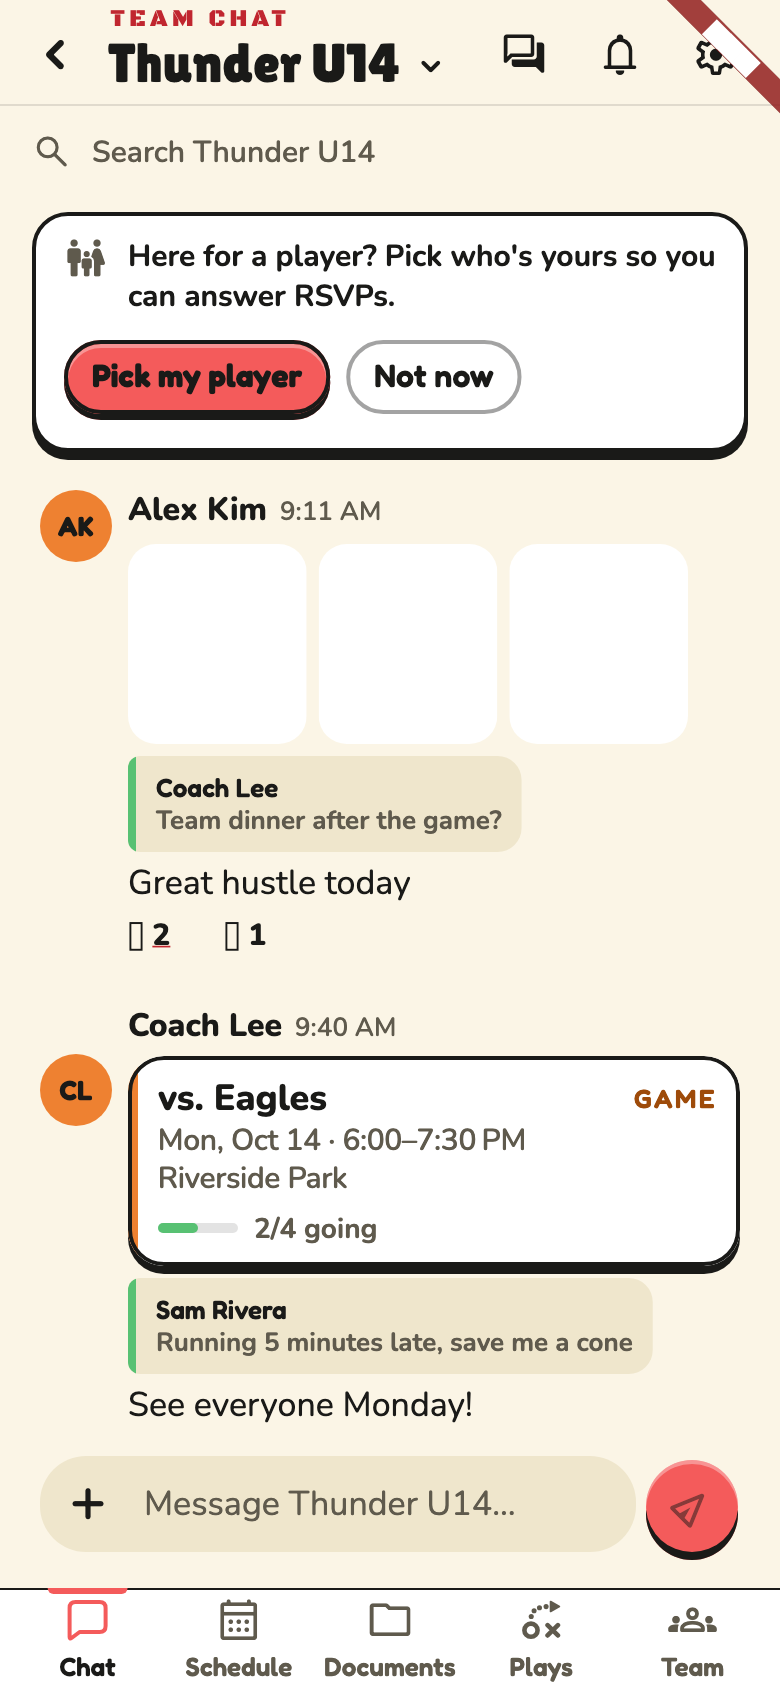 TEAM CHAT
Thunder U14
Search Thunder U14
Here for a player? Pick who's yours so you
can answer RSVPs.
Pick my player
Not now
AK
Alex Kim 9:11 AM
Coach Lee
Team dinner after the game?
Great hustle today
2 1
Coach Lee 9:40 AM
CL
vs. Eagles
GAME
Mon, Oct 14 · 6:00–7:30 PM
Riverside Park
2/4 going
Sam Rivera
Running 5 minutes late, save me a cone
See everyone Monday!
Message Thunder U14...
Chat
Schedule
Documents
Plays
Team